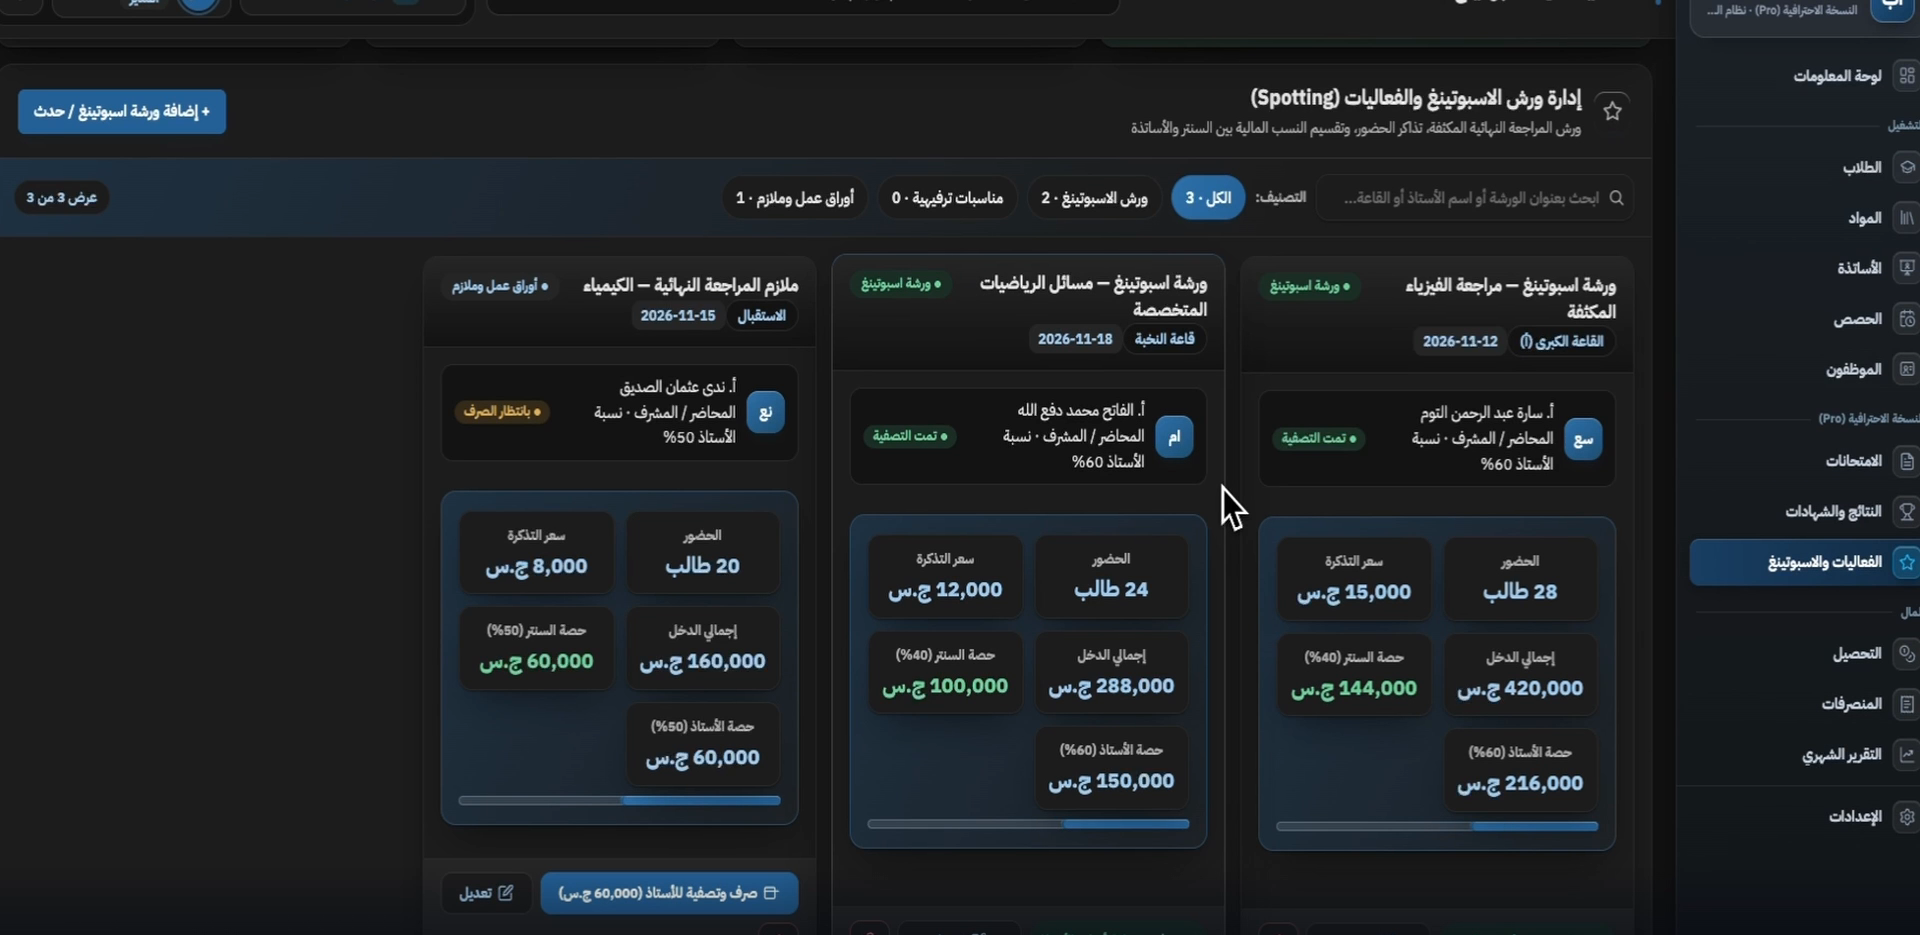 النسخة الاحترافية (Pro) · نظام الـ...
لوحة المعلومات
الطلاب
المواد
الأساتذة
الحصص
الموظفون
الامتحانات
النتائج والشهادات
الفعاليات والاسبوتينغ
التحصيل
المنصرفات
التقرير الشهري
الإعدادات
إدارة ورش الاسبوتينغ والفعاليات (Spotting)
ورش المراجعة النهائية المكثفة، تذاكر الحضور، وتقسيم النسب المالية بين السنتر والأساتذة
+ إضافة ورشة اسبوتينغ / حدث
ابحث بعنوان الورشة أو اسم الأستاذ أو القاعة...
التصنيف:
الكل · 3
ورش الاسبوتينغ · 2
مناسبات ترفيهية · 0
أوراق عمل وملازم · 1
عرض 3 من 3
ورشة اسبوتينغ – مراجعة الفيزياء
المكثفة
ورشة اسبوتينغ
القاعة الكبرى (أ)
2026-11-12
سع
أ. سارة عبد الرحمن التوم
المحاضر / المشرف · نسبة
الأستاذ 60%
تمت التصفية
الحضور
28 طالب
سعر التذكرة
15,000 ج.س
إجمالي الدخل
420,000 ج.س
حصة السنتر (40%)
144,000 ج.س
حصة الأستاذ (60%)
216,000 ج.س
ورشة اسبوتينغ – مسائل الرياضيات
المتخصصة
ورشة اسبوتينغ
قاعة النخبة
2026-11-18
ام
أ. الفاتح محمد دفع الله
المحاضر / المشرف · نسبة
الأستاذ 60%
تمت التصفية
الحضور
24 طالب
سعر التذكرة
12,000 ج.س
إجمالي الدخل
288,000 ج.س
حصة السنتر (40%)
100,000 ج.س
حصة الأستاذ (60%)
150,000 ج.س
ملازم المراجعة النهائية – الكيمياء
أوراق عمل وملازم
الاستقبال
2026-11-15
نع
أ. ندى عثمان الصديق
المحاضر / المشرف · نسبة
الأستاذ 50%
بانتظار الصرف
الحضور
20 طالب
سعر التذكرة
8,000 ج.س
إجمالي الدخل
160,000 ج.س
حصة السنتر (50%)
60,000 ج.س
حصة الأستاذ (50%)
60,000 ج.س
صرف وتصفية للأستاذ (60,000 ج.س)
تعديل